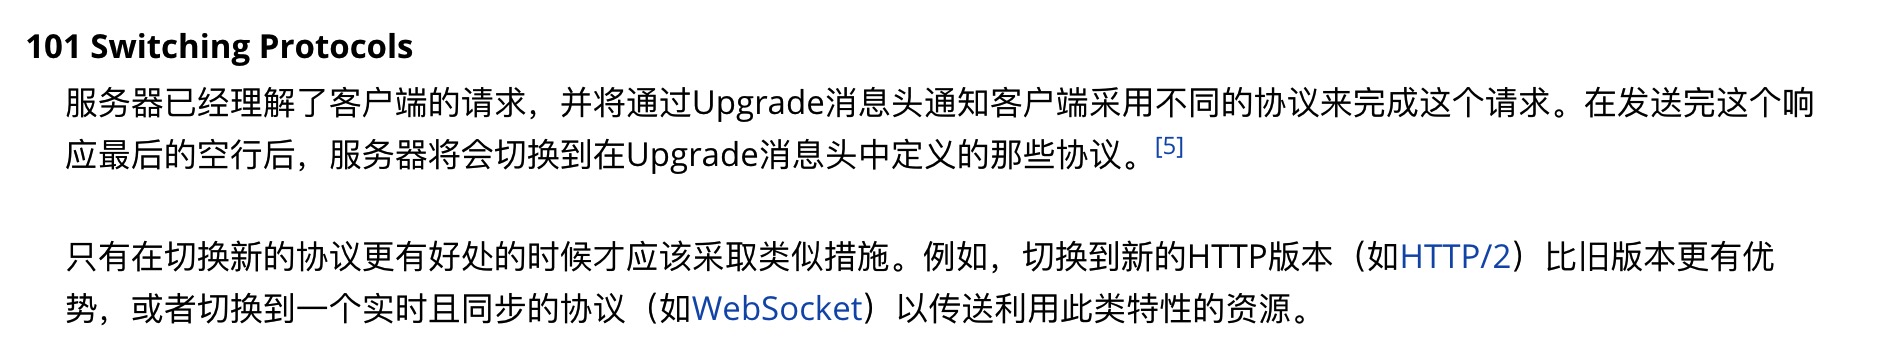 101 Switching Protocols
服务器已经理解了客户端的请求，并将通过Upgrade消息头通知客户端采用不同的协议来完成这个请求。在发送完这个响
应最后的空行后，服务器将会切换到在Upgrade消息头中定义的那些协议。[5]
只有在切换新的协议更有好处的时候才应该采取类似措施。例如，切换到新的HTTP版本（如HTTP/2）比旧版本更有优
势，或者切换到一个实时且同步的协议（如WebSocket）以传送利用此类特性的资源。